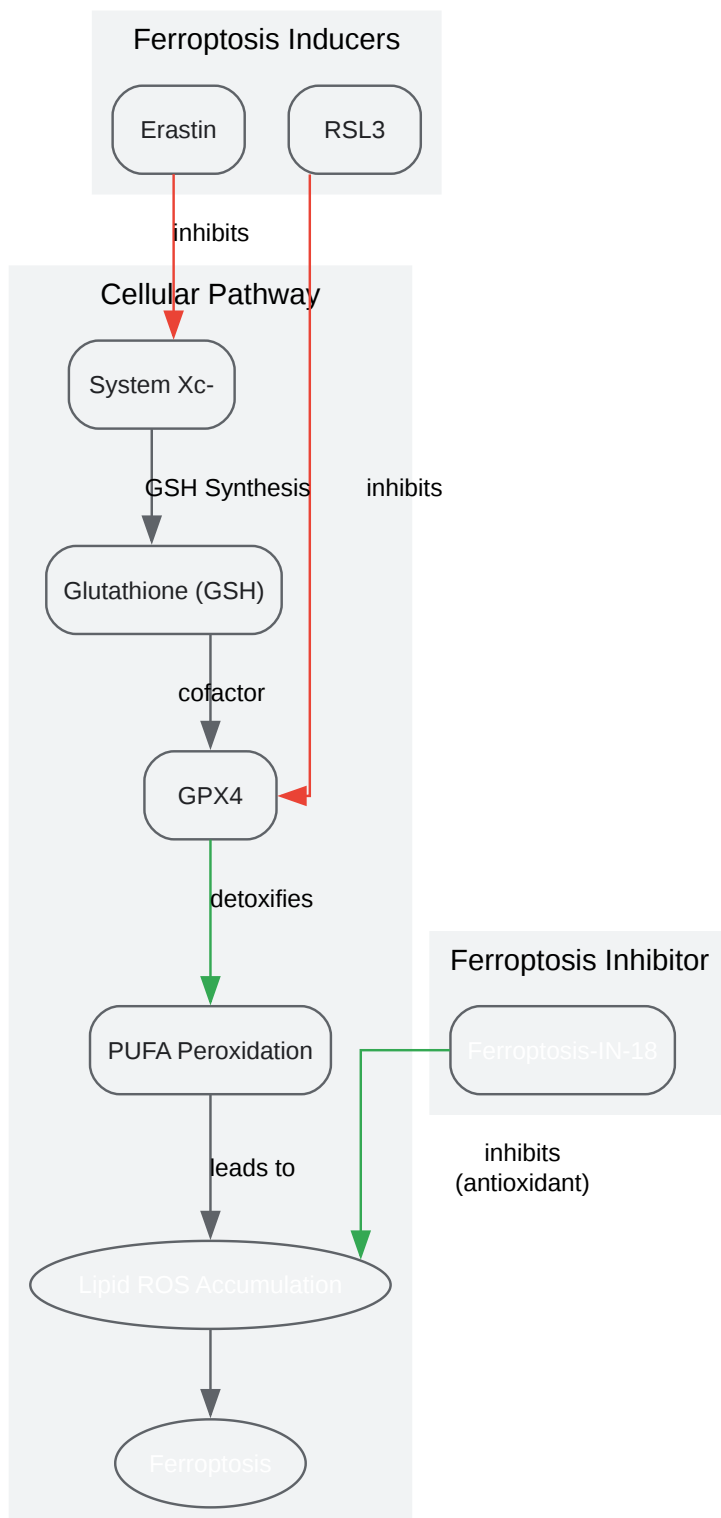 Ferroptosis Inducers
Erastin
RSL3
inhibits
Cellular Pathway
System Xc-
GSH Synthesis
inhibits
Glutathione (GSH)
cofactor
GPX4
detoxifies
Ferroptosis Inhibitor
PUFA Peroxidation
Ferroptosis-IN-18
leads to
inhibits
(antioxidant)
Lipid ROS Accumulation
Ferroptosis